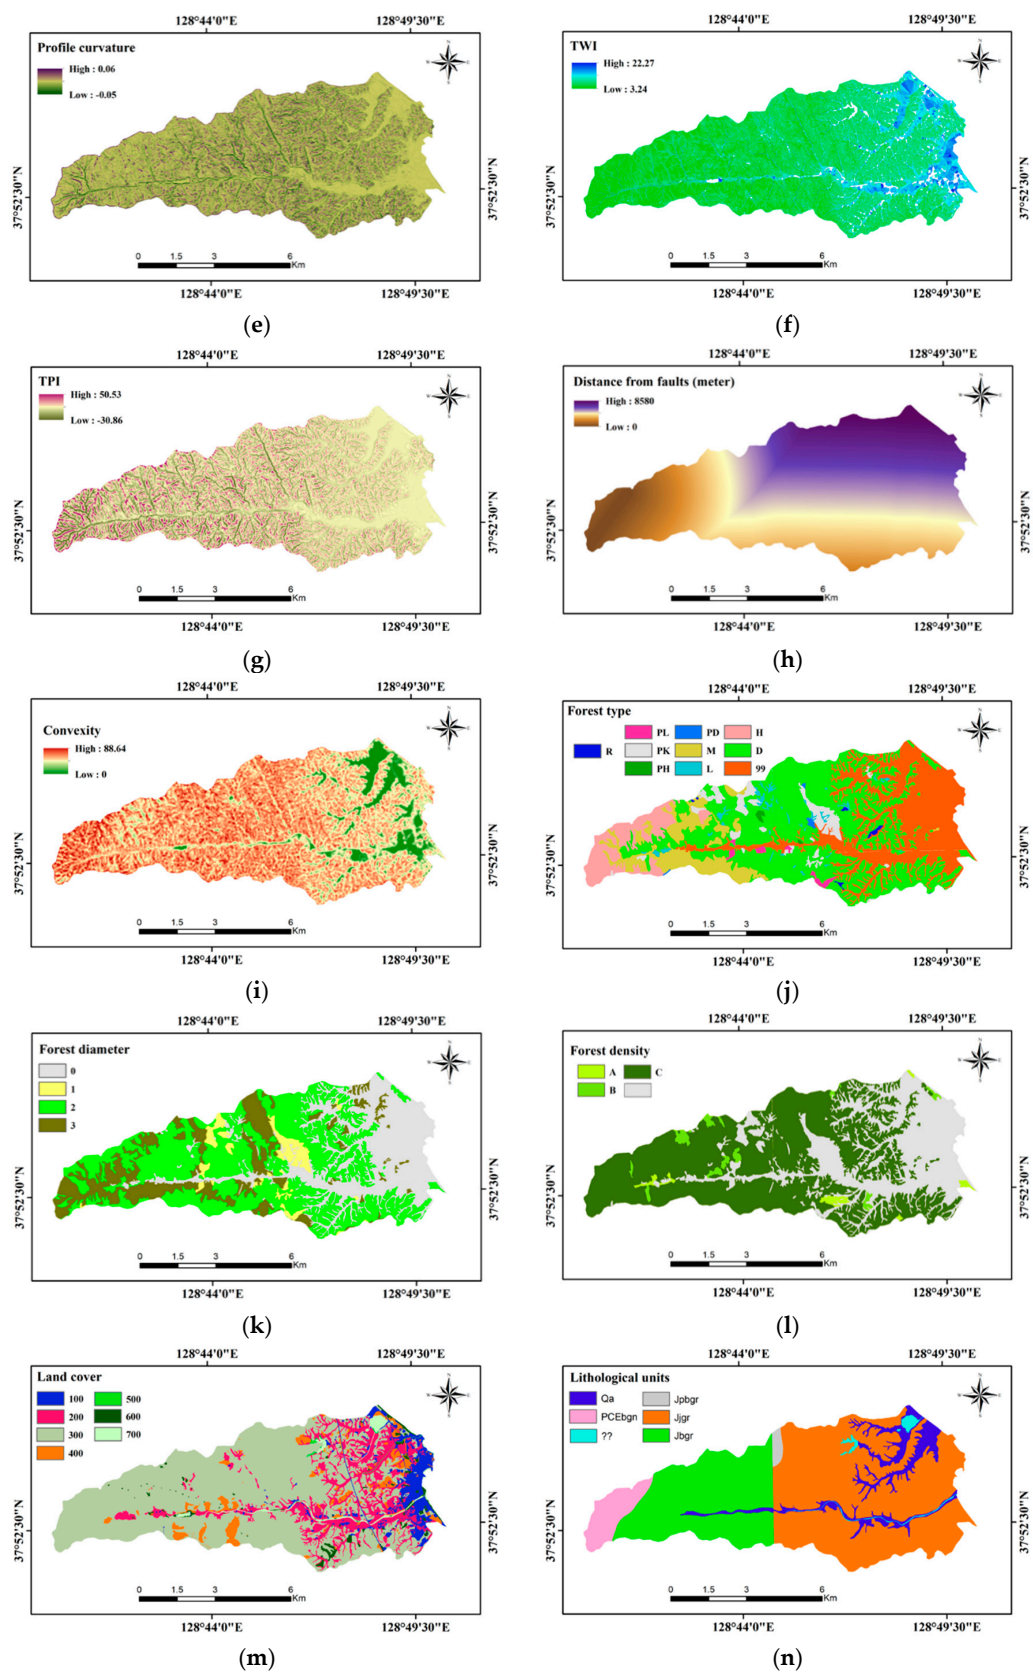 128°44'0"E 128°49'30"E 128°44'0"E 128°49'30"E
Profile curvature TWI
High : 0.06 High : 22.27
Low : -0.05 Low : 3.24
37°52'30"N 37°52'30"N 37°52'30"N 37°52'30"N
0 1.5 3 6 0 1.5 3 6
Km Km
128°44'0"E 128°49'30"E 128°44'0"E 128°49'30"E
(e) (f)
128°44'0"E 128°49'30"E 128°44'0"E 128°49'30"E
TPI Distance from faults (meter)
High : 50.53 High : 8580
Low : -30.86 Low : 0
37°52'30"N 37°52'30"N 37°52'30"N 37°52'30"N
0 1.5 3 6 0 1.5 3 6
Km Km
128°44'0"E 128°49'30"E 128°44'0"E 128°49'30"E
(g) (h)
128°44'0"E 128°49'30"E 128°44'0"E 128°49'30"E
Convexity Forest type
High : 88.64 PL PD H
Low : 0 R PK M D
PH L 99
37°52'30"N 37°52'30"N 37°52'30"N 37°52'30"N
0 1.5 3 6 0 1.5 3 6
Km Km
128°44'0"E 128°49'30"E 128°44'0"E 128°49'30"E
(i) (j)
128°44'0"E 128°49'30"E 128°44'0"E 128°49'30"E
Forest diameter Forest density
0 A C
1 B
2
3
37°52'30"N 37°52'30"N 37°52'30"N 37°52'30"N
0 1.5 3 6 0 1.5 3 6
Km Km
128°44'0"E 128°49'30"E 128°44'0"E 128°49'30"E
(k) (l)
128°44'0"E 128°49'30"E 128°44'0"E 128°49'30"E
Land cover Lithological units
100 500 Qa Jpbgr
200 600 PCEbgn Jjgr
300 700 ?? Jbgr
400
37°52'30"N 37°52'30"N 37°52'30"N 37°52'30"N
0 1.5 3 6 0 1.5 3 6
Km Km
128°44'0"E 128°49'30"E 128°44'0"E 128°49'30"E
(m) (n)